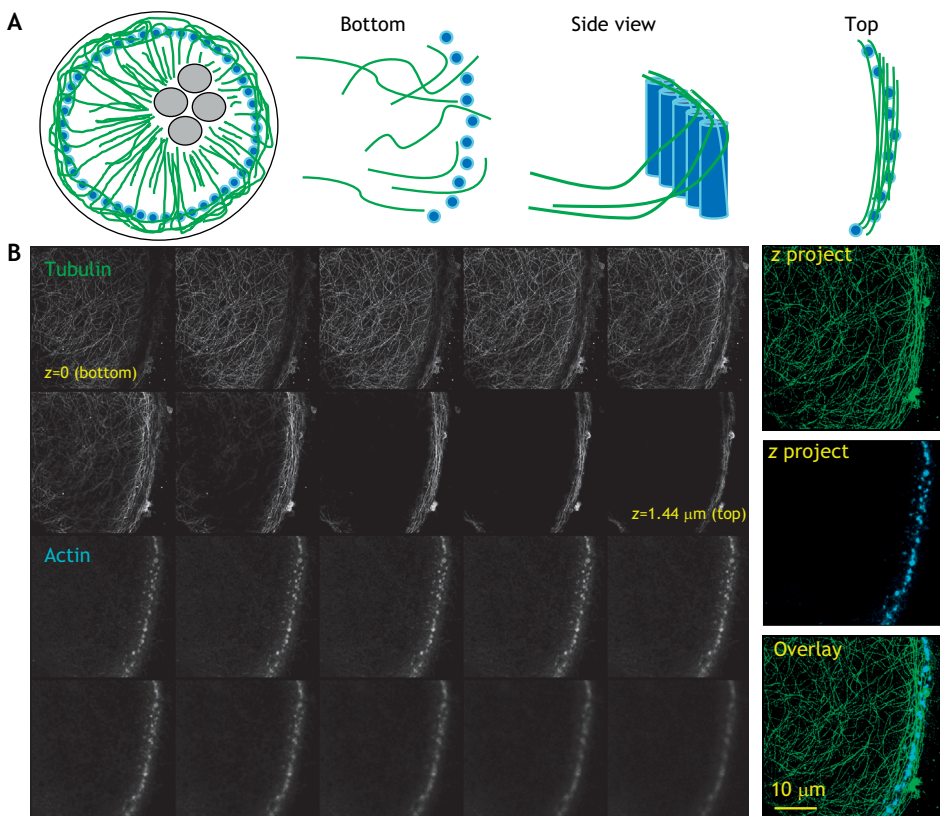 A
Bottom
Side view
Top
B
Tubulin
z=0 (bottom)
z=1.44 µm (top)
Actin
z project
z project
Overlay
10 µm